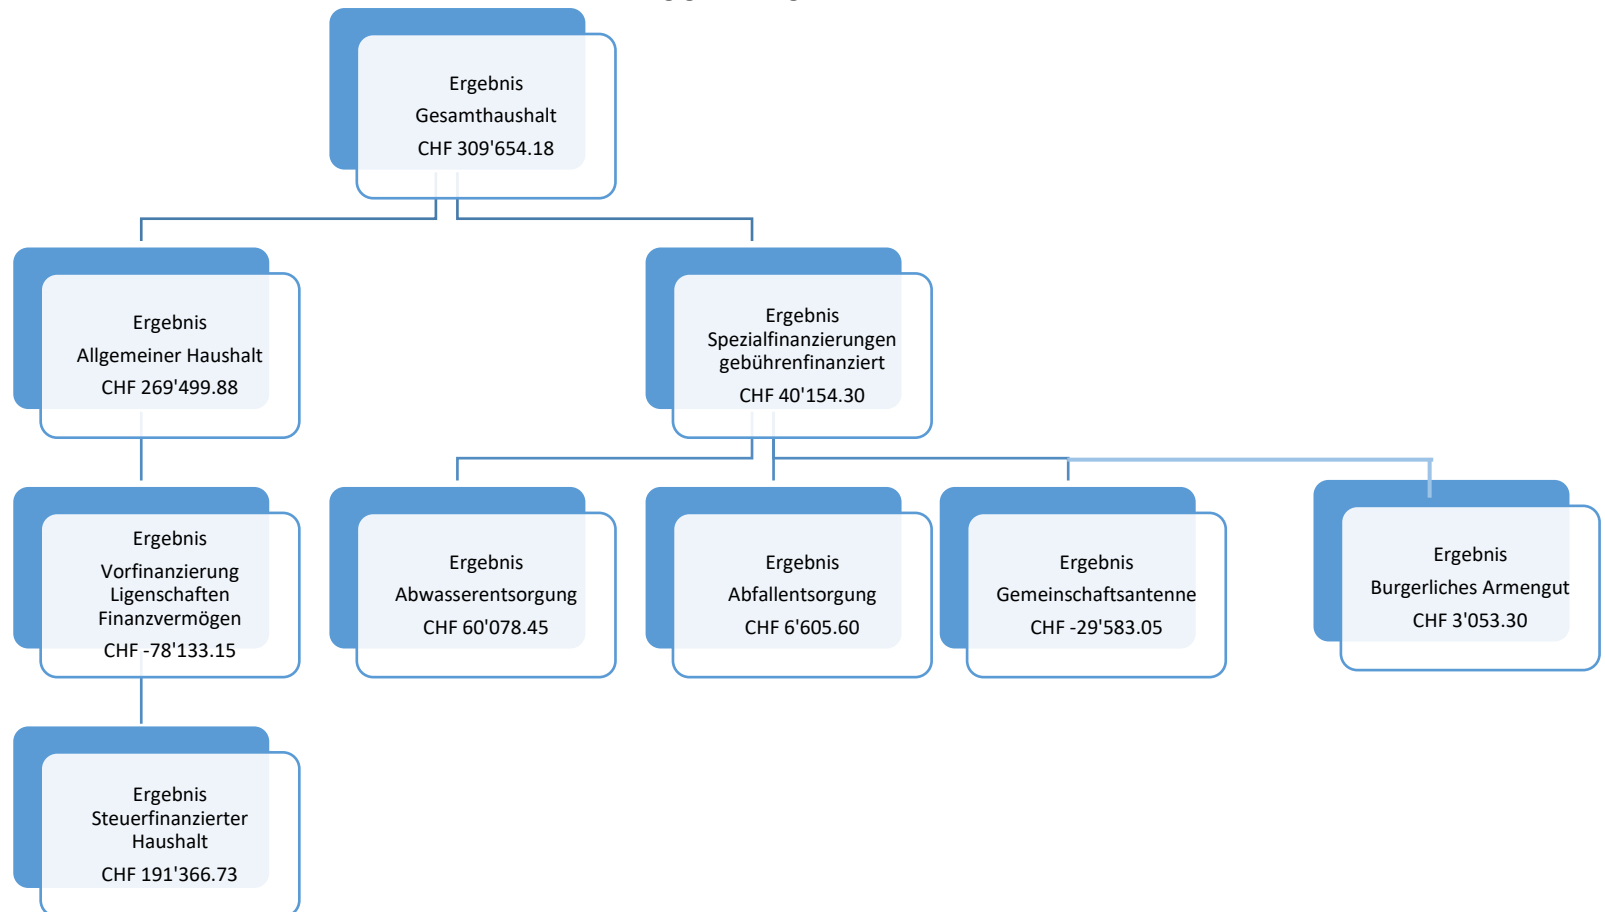 Ergebnis
Gesamthaushalt
CHF 309'654.18
Ergebnis
Allgemeiner Haushalt
CHF 269'499.88
Ergebnis
Spezialfinanzierungen
gebührenfinanziert
CHF 40'154.30
Ergebnis
Vorfinanzierung
Ligenschaften
Finanzvermögen
CHF -78'133.15
Ergebnis
Abwasserentsorgung
CHF 60'078.45
Ergebnis
Abfallentsorgung
CHF 6'605.60
Ergebnis
Gemeinschaftsantenne
CHF -29'583.05
Ergebnis
Burgerliches Armengut
CHF 3'053.30
Ergebnis
Steuerfinanzierter
Haushalt
CHF 191'366.73